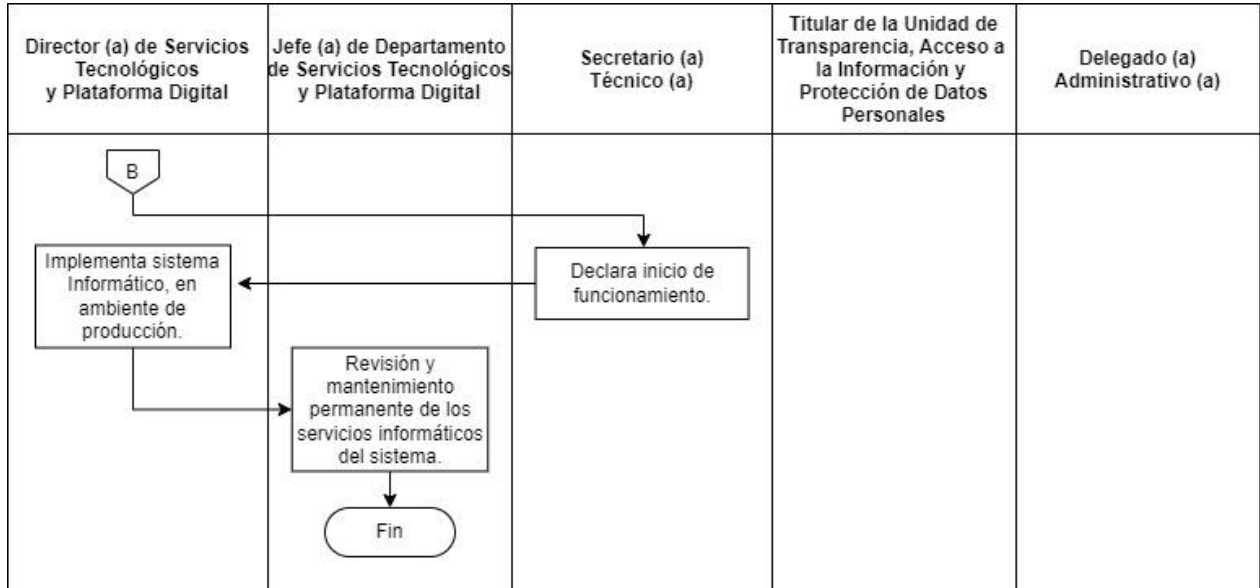 Director (a) de Servicios
Tecnológicos
y Plataforma Digital
Jefe (a) de Departamento
de Servicios Tecnológicos
y Plataforma Digital
Secretario (a)
Técnico (a)
Titular de la Unidad de
Transparencia, Acceso a
la Información y
Protección de Datos
Personales
Delegado (a)
Administrativo (a)
B
Declara inicio de
funcionamiento.
Implementa sistema
Informático, en
ambiente de
producción.
Revisión y
mantenimiento
permanente de los
servicios informáticos
del sistema.
Fin